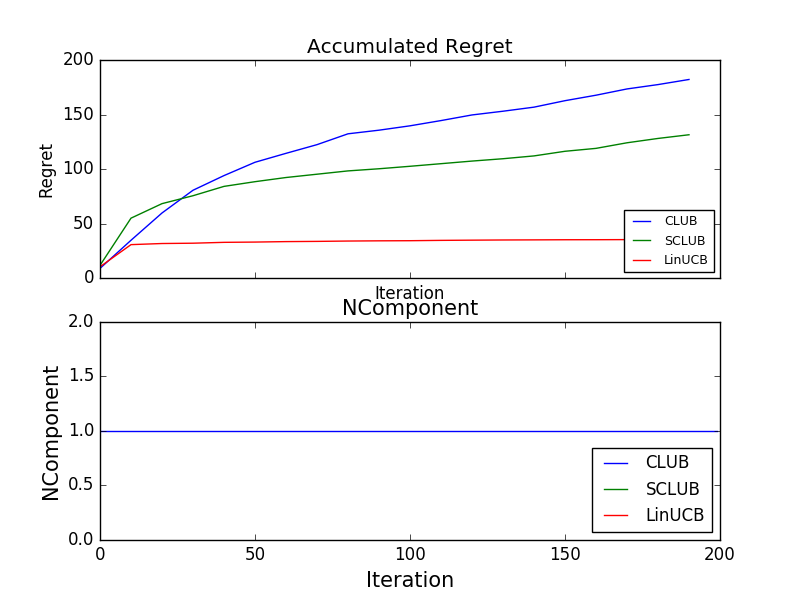 Accumulated Regret
200
150
100
50
0
Regret
CLUB
SCLUB
LinUCB
Iteration
NComponent
2.0
1.5
1.0
0.5
0.0
NComponent
CLUB
SCLUB
LinUCB
0 50 100 150 200
Iteration